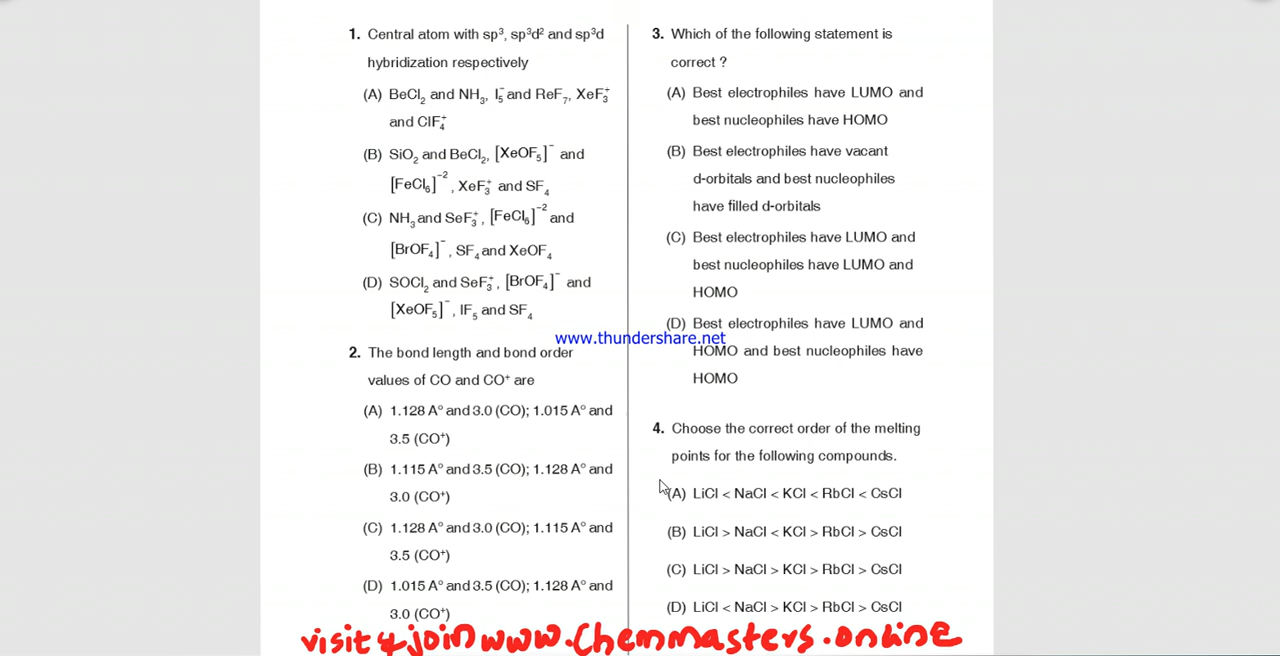 1. Central atom with sp³, sp³d² and sp³d
hybridization respectively
(A) BeCl₂ and NH₃, I₅⁻ and ReF₇, XeF₃⁺
and ClF₄⁺
(B) SiO₂ and BeCl₂, [XeOF₅]⁻ and
[FeCl₆]⁻², XeF₃⁺ and SF₄
(C) NH₃ and SeF₃⁺, [FeCl₆]⁻² and
[BrOF₄]⁻, SF₄ and XeOF₄
(D) SOCl₂ and SeF₃⁺, [BrOF₄]⁻ and
[XeOF₅]⁻, IF₅ and SF₄
2. The bond length and bond order
values of CO and CO⁺ are
(A) 1.128 A° and 3.0 (CO); 1.015 A° and
3.5 (CO⁺)
(B) 1.115 A° and 3.5 (CO); 1.128 A° and
3.0 (CO⁺)
(C) 1.128 A° and 3.0 (CO); 1.115 A° and
3.5 (CO⁺)
(D) 1.015 A° and 3.5 (CO); 1.128 A° and
3.0 (CO⁺)
3. Which of the following statement is
correct ?
(A) Best electrophiles have LUMO and
best nucleophiles have HOMO
(B) Best electrophiles have vacant
d-orbitals and best nucleophiles
have filled d-orbitals
(C) Best electrophiles have LUMO and
best nucleophiles have LUMO and
HOMO
(D) Best electrophiles have LUMO and
HOMO and best nucleophiles have
HOMO
4. Choose the correct order of the melting
points for the following compounds.
(A) LiCl < NaCl < KCl < RbCl < CsCl
(B) LiCl > NaCl < KCl > RbCl > CsCl
(C) LiCl > NaCl > KCl > RbCl > CsCl
(D) LiCl < NaCl > KCl > RbCl > CsCl
www.thundershare.net
visit & join www.Chemmasters.online